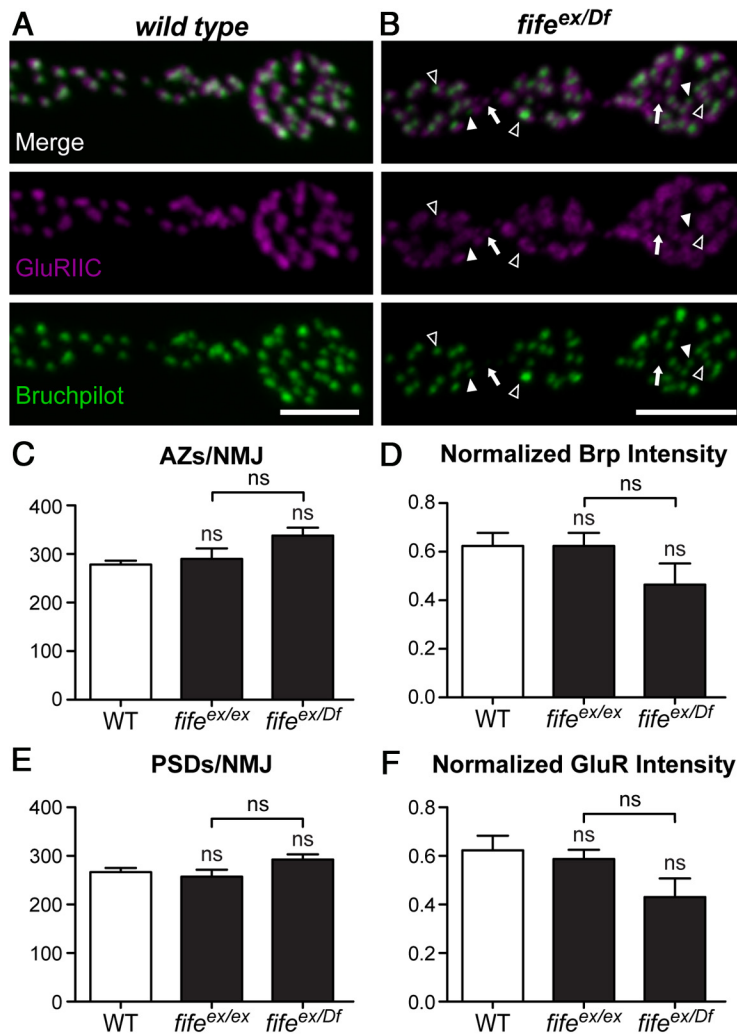 A wild type
B fife^ex/Df
Merge
GluRIIC
Bruchpilot
C AZs/NMJ
ns
ns
ns
400
300
200
100
0
WT fife^ex/ex fife^ex/Df
D Normalized Brp Intensity
ns
ns
ns
0.8
0.6
0.4
0.2
0.0
WT fife^ex/ex fife^ex/Df
E PSDs/NMJ
ns
ns
ns
400
300
200
100
0
WT fife^ex/ex fife^ex/Df
F Normalized GluR Intensity
ns
ns
ns
0.8
0.6
0.4
0.2
0.0
WT fife^ex/ex fife^ex/Df